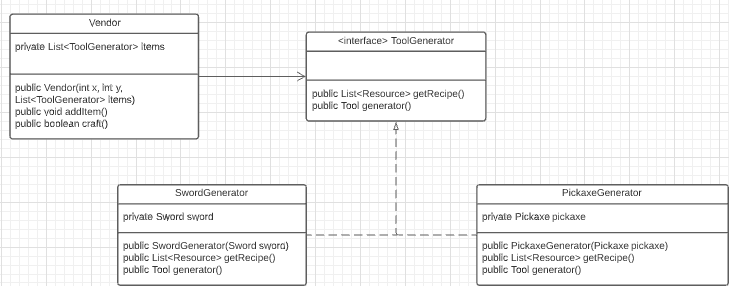 Vendor
private List<ToolGenerator> items
public Vendor(int x, int y,
List<ToolGenerator> items)
public void addItem()
public boolean craft()
<interface> ToolGenerator
public List<Resource> getRecipe()
public Tool generator()
SwordGenerator
private Sword sword
public SwordGenerator(Sword sword)
public List<Resource> getRecipe()
public Tool generator()
PickaxeGenerator
private Pickaxe pickaxe
public PickaxeGenerator(Pickaxe pickaxe)
public List<Resource> getRecipe()
public Tool generator()